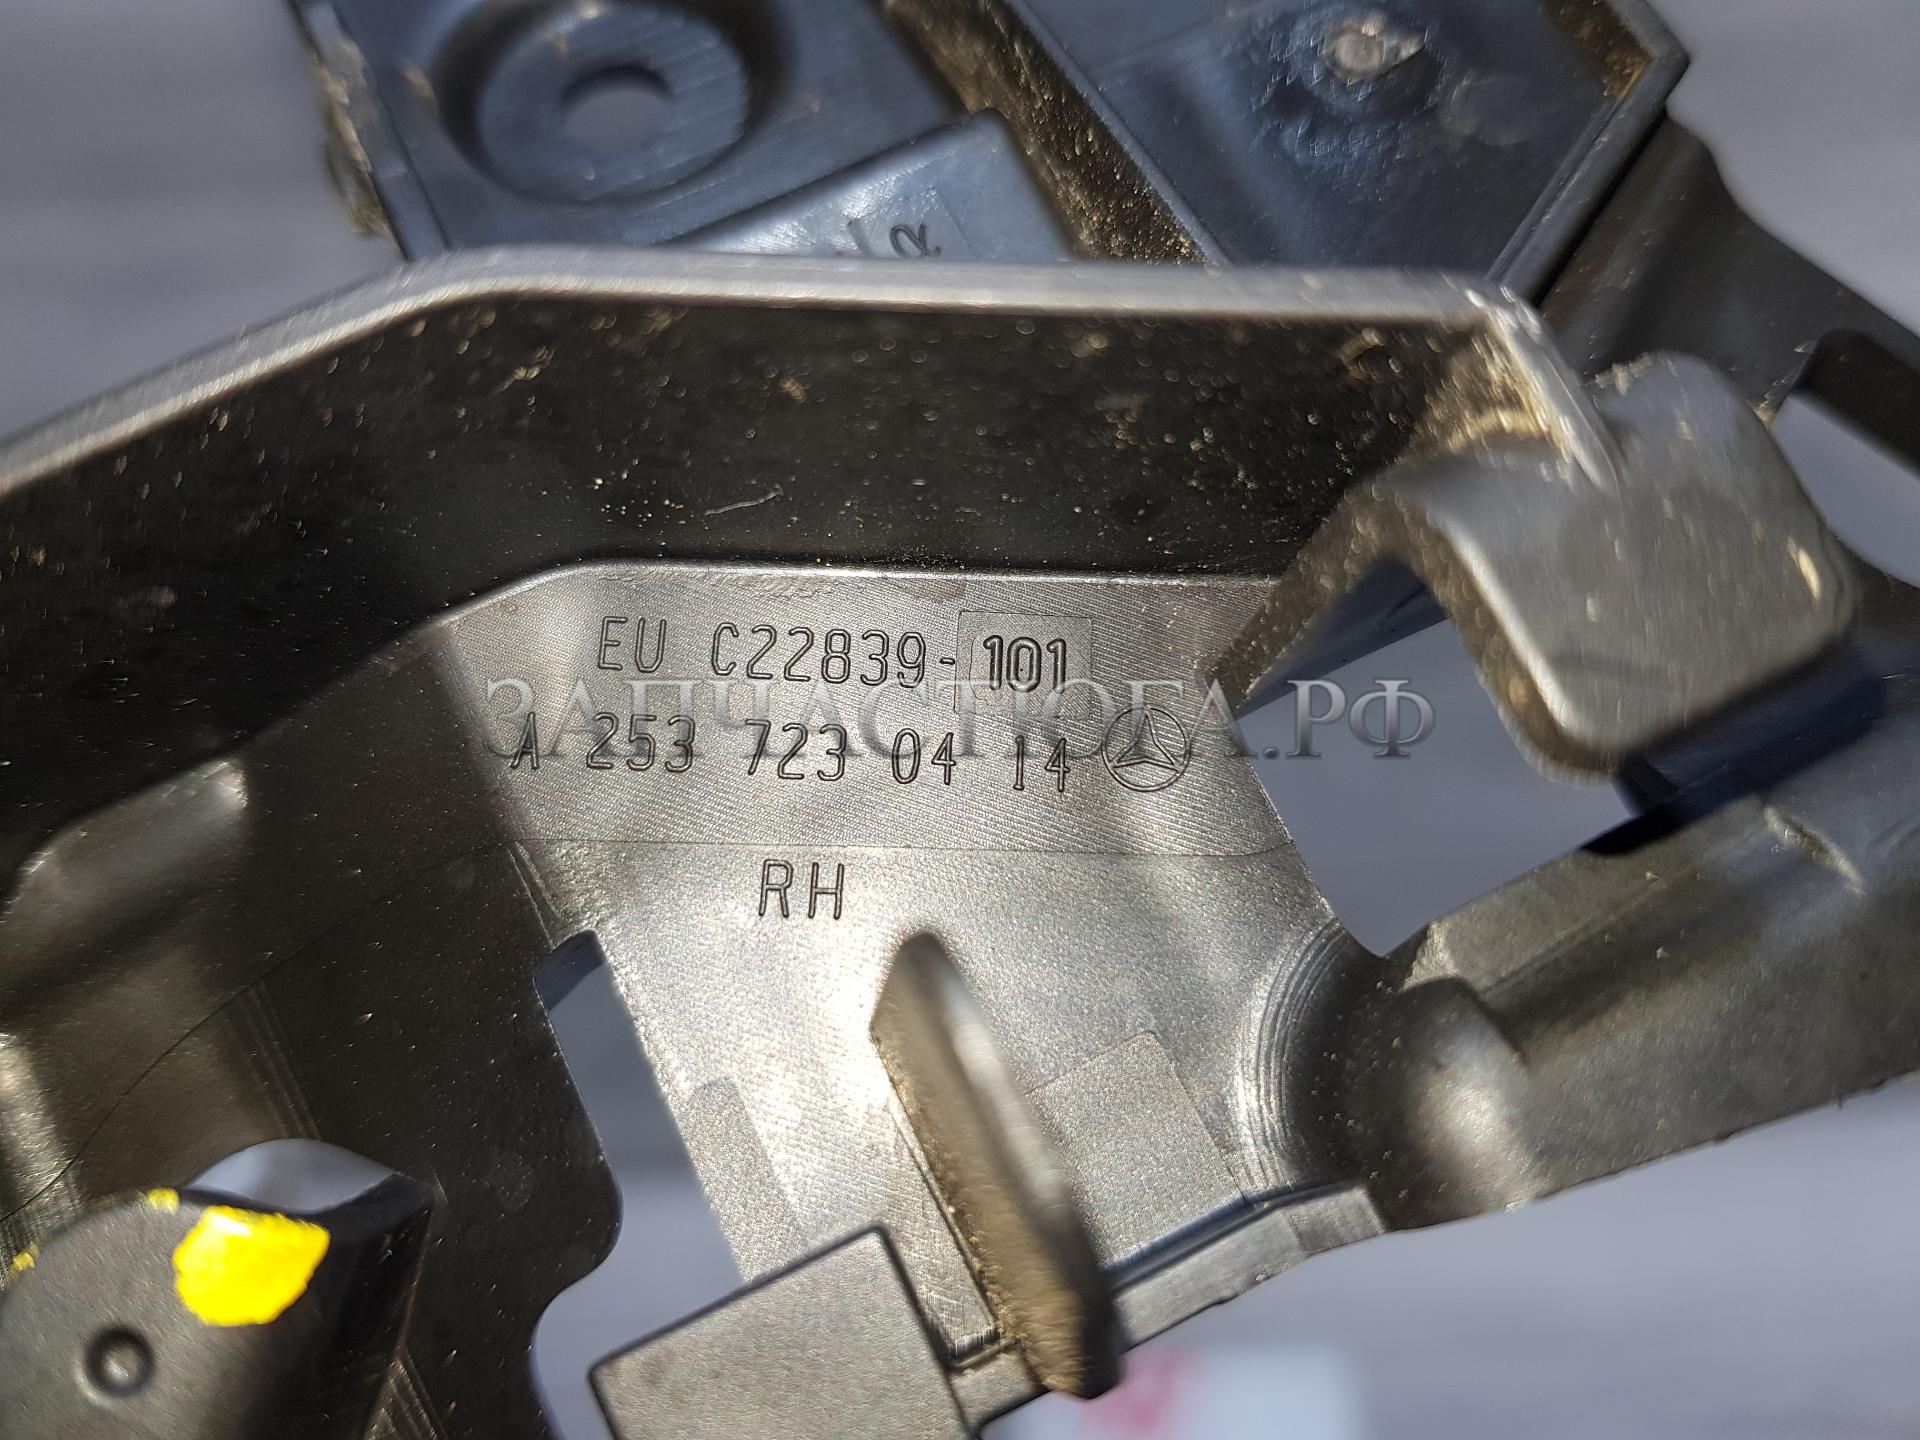 EU C22839-101
ЗАПЧАСТЮГА.РФ
A 253 723 04 14
RH